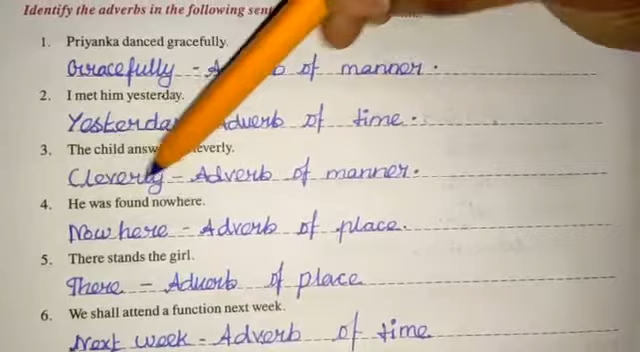 Identify the adverbs in the following
1. Priyanka danced gracefully.
Gracefully - of manner.
2. I met him yesterday.
Yesterday Adverb of time.
3. The child
Cleverly - Adverb of manner.
4. He was found nowhere.
Nowhere - Adverb of place.
5. There stands the girl.
There - Adverb of place
6. We shall attend a function next week.
Next week - Adverb of time